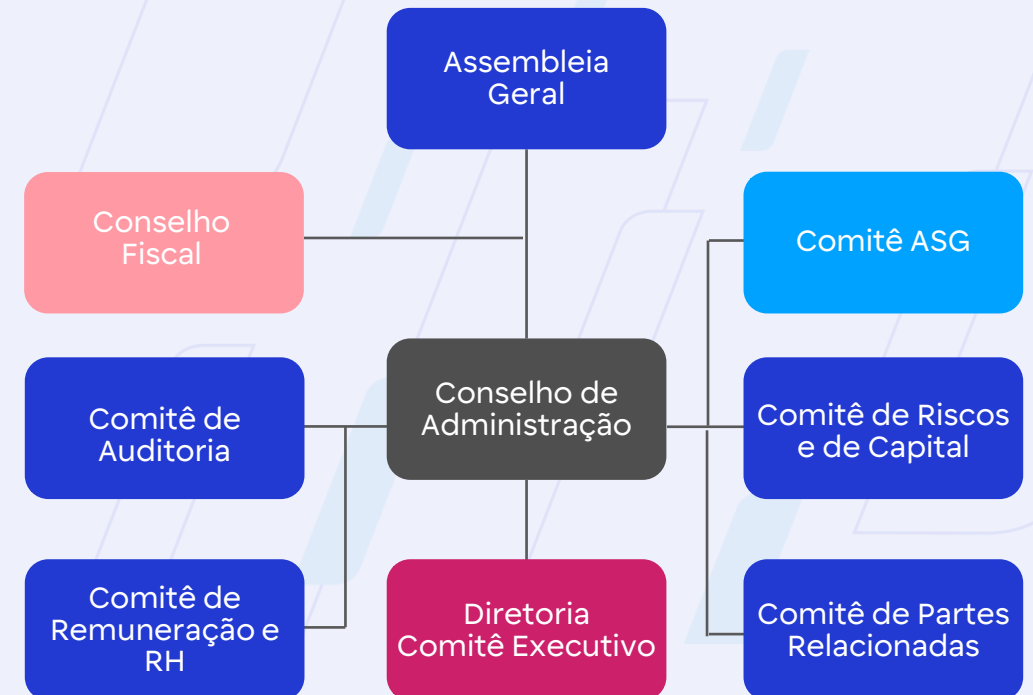 Assembleia
Geral
Conselho
Fiscal
Comitê ASG
Comitê de
Auditoria
Conselho de
Administração
Comitê de Riscos
e de Capital
Comitê de
Remuneração e
RH
Diretoria
Comitê Executivo
Comitê de Partes
Relacionadas